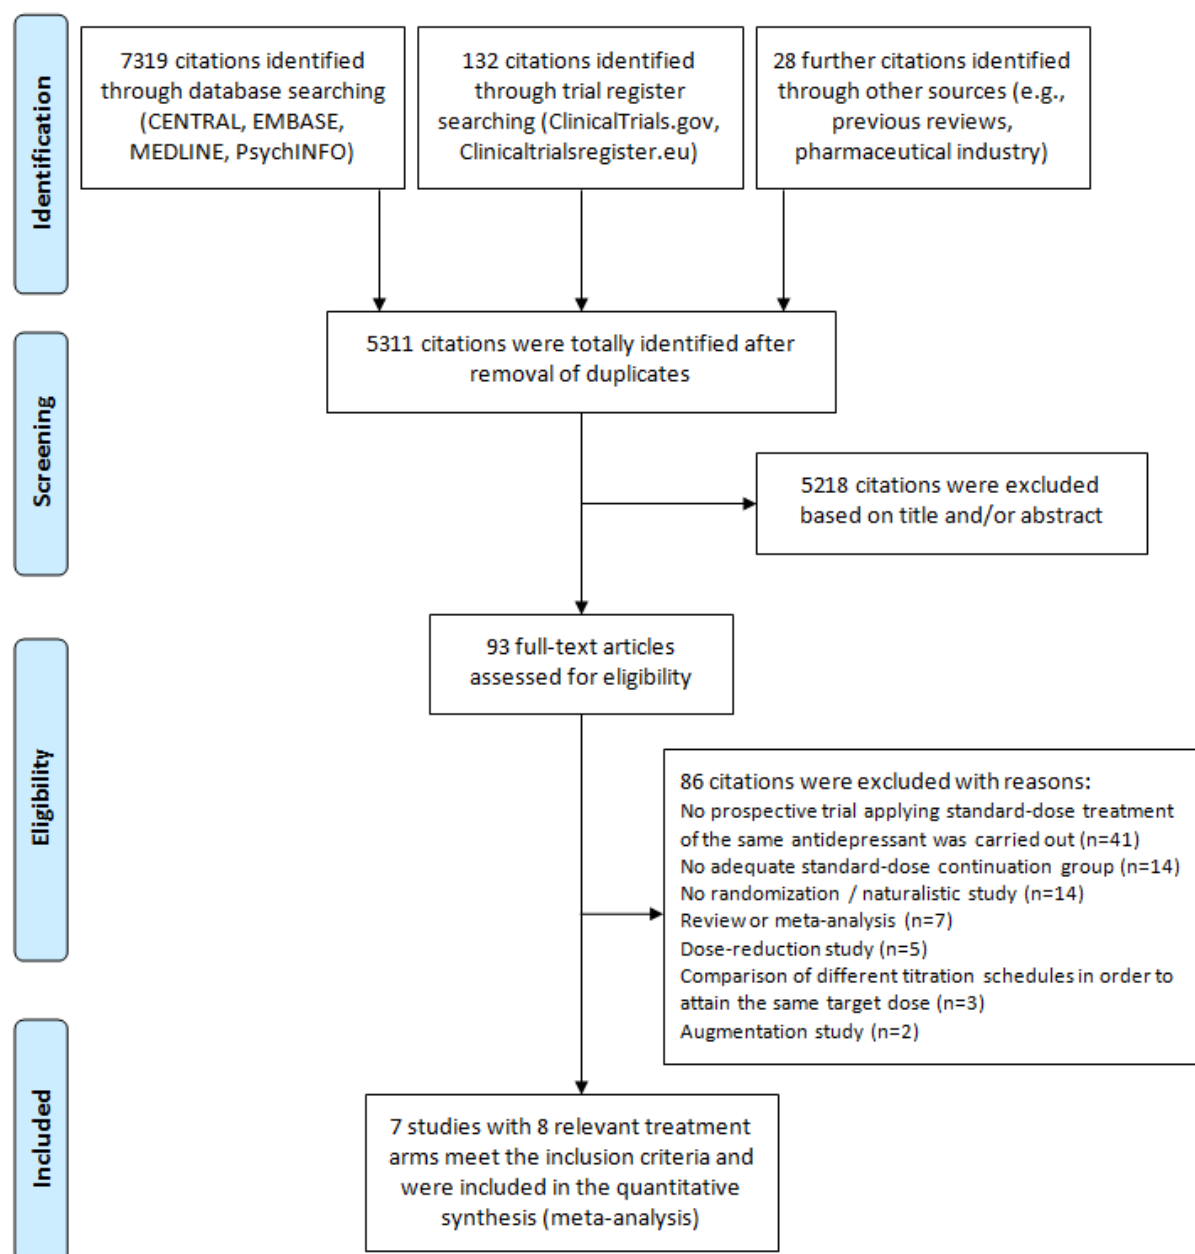 Identification
7319 citations identified
through database searching
(CENTRAL, EMBASE,
MEDLINE, PsychINFO)
132 citations identified
through trial register
searching (ClinicalTrials.gov,
Clinicaltrialsregister.eu)
28 further citations identified
through other sources (e.g.,
previous reviews,
pharmaceutical industry)
Screening
5311 citations were totally identified after
removal of duplicates
5218 citations were excluded
based on title and/or abstract
Eligibility
93 full-text articles
assessed for eligibility
86 citations were excluded with reasons:
No prospective trial applying standard-dose treatment
of the same antidepressant was carried out (n=41)
No adequate standard-dose continuation group (n=14)
No randomization / naturalistic study (n=14)
Review or meta-analysis (n=7)
Dose-reduction study (n=5)
Comparison of different titration schedules in order to
attain the same target dose (n=3)
Augmentation study (n=2)
Included
7 studies with 8 relevant treatment
arms meet the inclusion criteria and
were included in the quantitative
synthesis (meta-analysis)